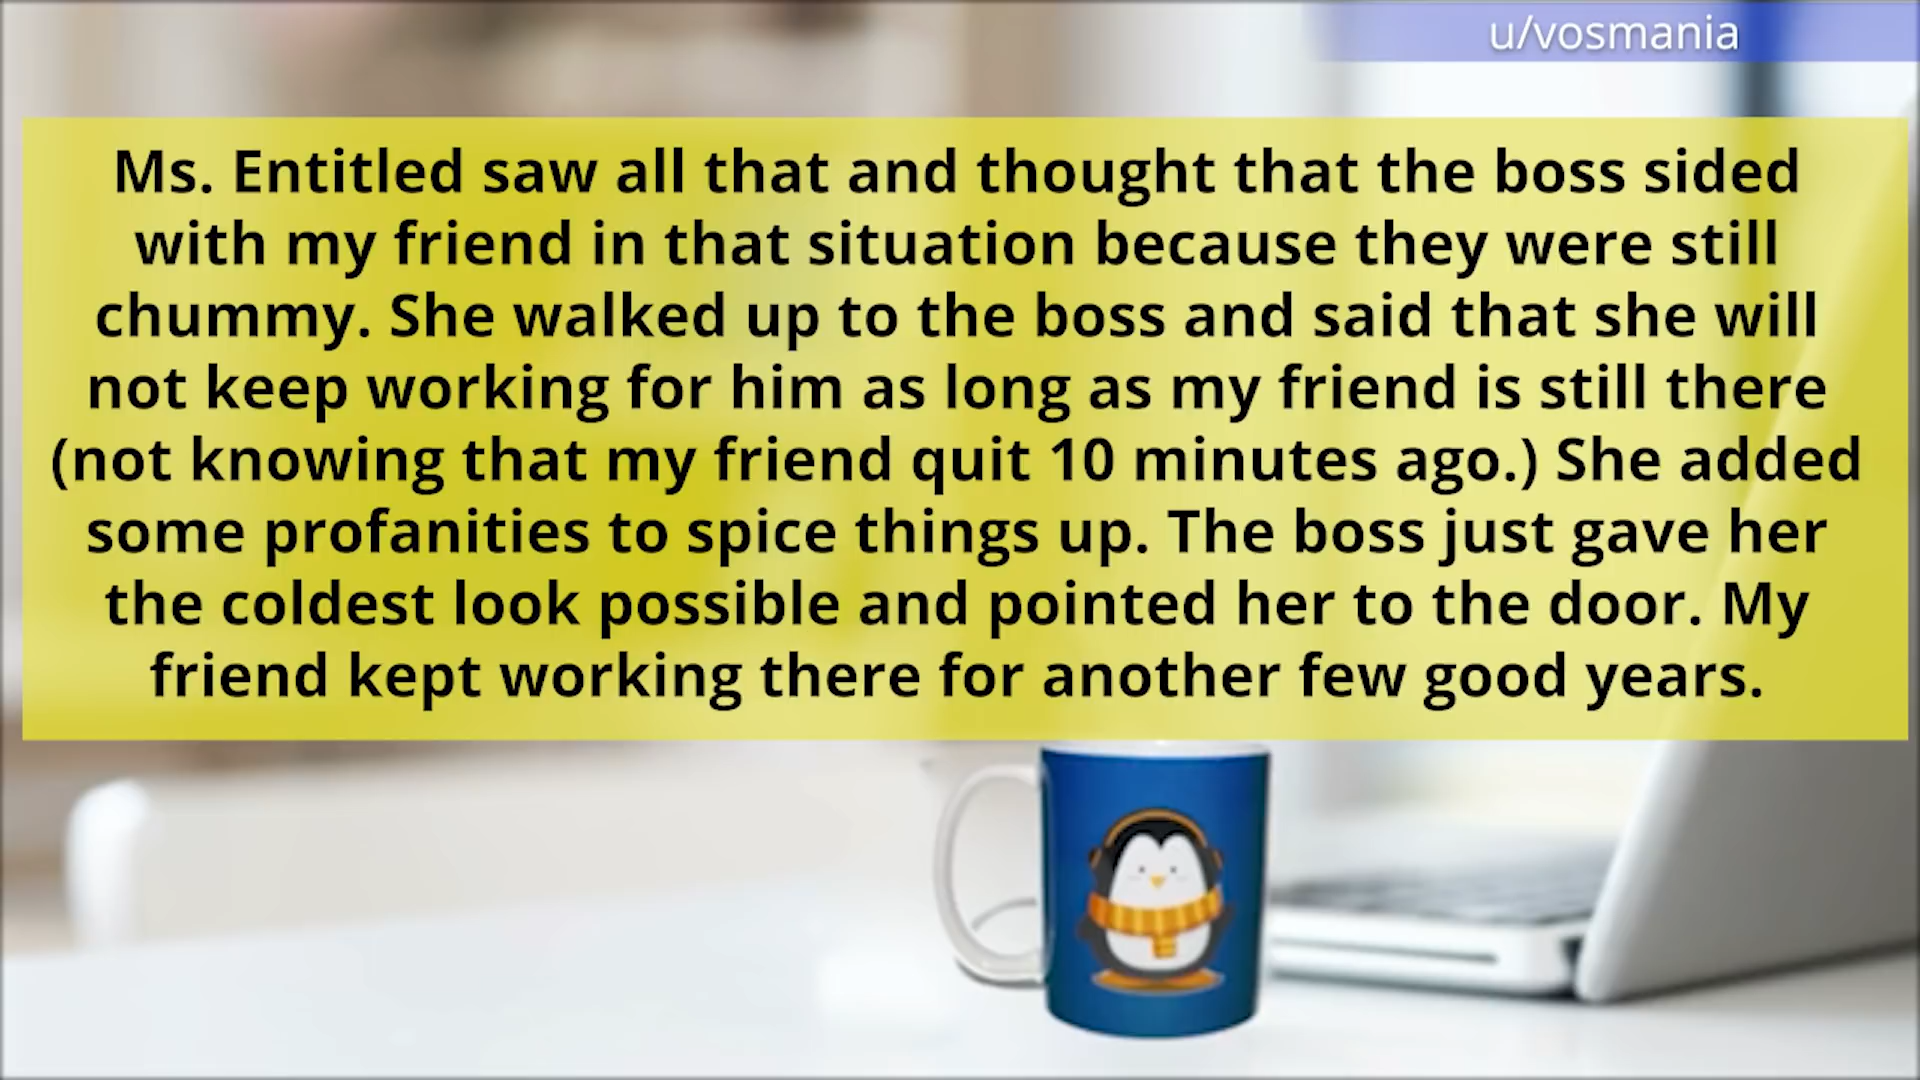 u/vosmania
Ms. Entitled saw all that and thought that the boss sided
with my friend in that situation because they were still
chummy. She walked up to the boss and said that she will
not keep working for him as long as my friend is still there
(not knowing that my friend quit 10 minutes ago.) She added
some profanities to spice things up. The boss just gave her
the coldest look possible and pointed her to the door. My
friend kept working there for another few good years.